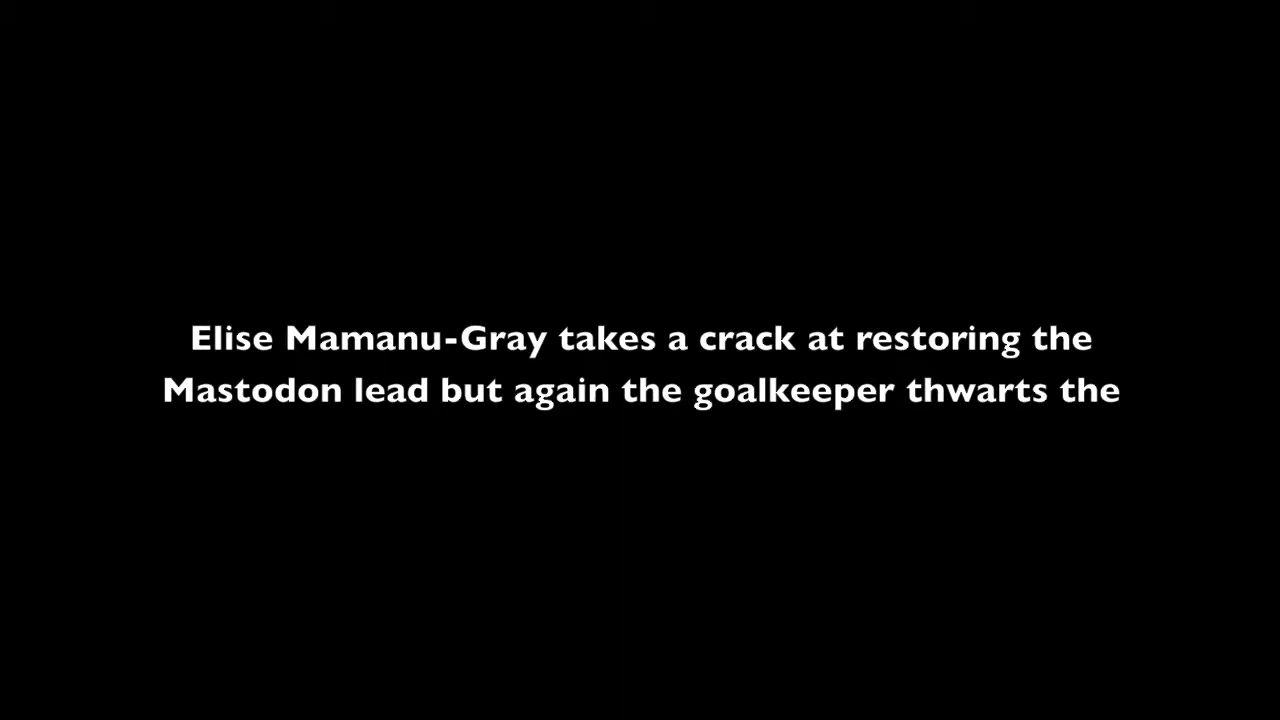 Elise Mamanu-Gray takes a crack at restoring the
Mastodon lead but again the goalkeeper thwarts the